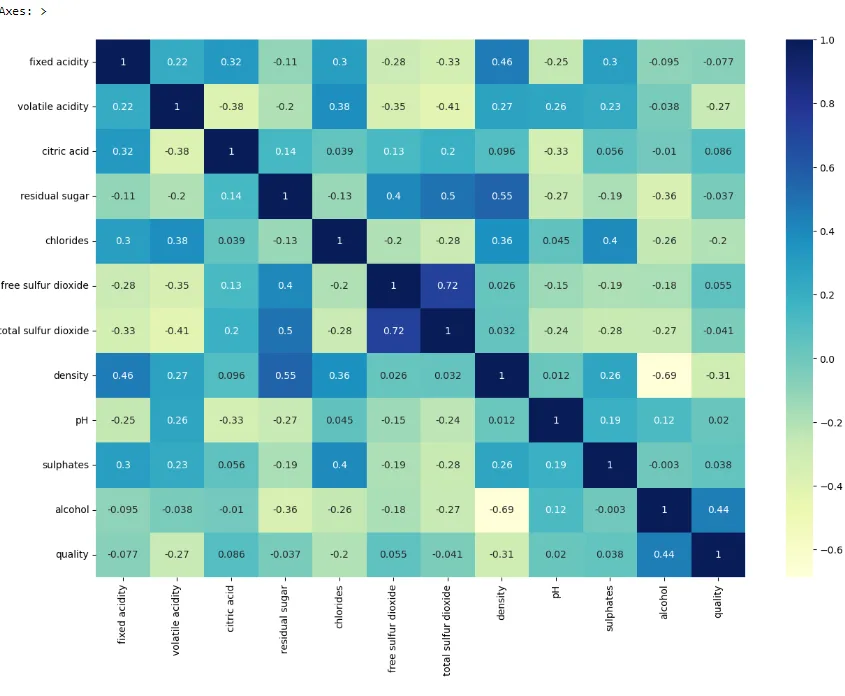 Axes: >
1.0
fixed acidity 1 0.22 0.32 -0.11 0.3 -0.28 -0.33 0.46 -0.25 0.3 -0.095 -0.077
volatile acidity 0.22 1 -0.38 -0.2 0.38 -0.35 -0.41 0.27 0.26 0.23 -0.038 -0.27
0.8
citric acid 0.32 -0.38 1 0.14 0.039 0.13 0.2 0.096 -0.33 0.056 -0.01 0.086
0.6
residual sugar -0.11 -0.2 0.14 1 -0.13 0.4 0.5 0.55 -0.27 -0.19 -0.36 -0.037
0.4
chlorides 0.3 0.38 0.039 -0.13 1 -0.2 -0.28 0.36 0.045 0.4 -0.26 -0.2
free sulfur dioxide -0.28 -0.35 0.13 0.4 -0.2 1 0.72 0.026 -0.15 -0.19 -0.18 0.055
0.2
total sulfur dioxide -0.33 -0.41 0.2 0.5 -0.28 0.72 1 0.032 -0.24 -0.28 -0.27 -0.041
0.0
density 0.46 0.27 0.096 0.55 0.36 0.026 0.032 1 0.012 0.26 -0.69 -0.31
pH -0.25 0.26 -0.33 -0.27 0.045 -0.15 -0.24 0.012 1 0.19 0.12 0.02
-0.2
sulphates 0.3 0.23 0.056 -0.19 0.4 -0.19 -0.28 0.26 0.19 1 -0.003 0.038
-0.4
alcohol -0.095 -0.038 -0.01 -0.36 -0.26 -0.18 -0.27 -0.69 0.12 -0.003 1 0.44
-0.6
quality -0.077 -0.27 0.086 -0.037 -0.2 0.055 -0.041 -0.31 0.02 0.038 0.44 1
fixed acidity
volatile acidity
citric acid
residual sugar
chlorides
free sulfur dioxide
total sulfur dioxide
density
pH
sulphates
alcohol
quality